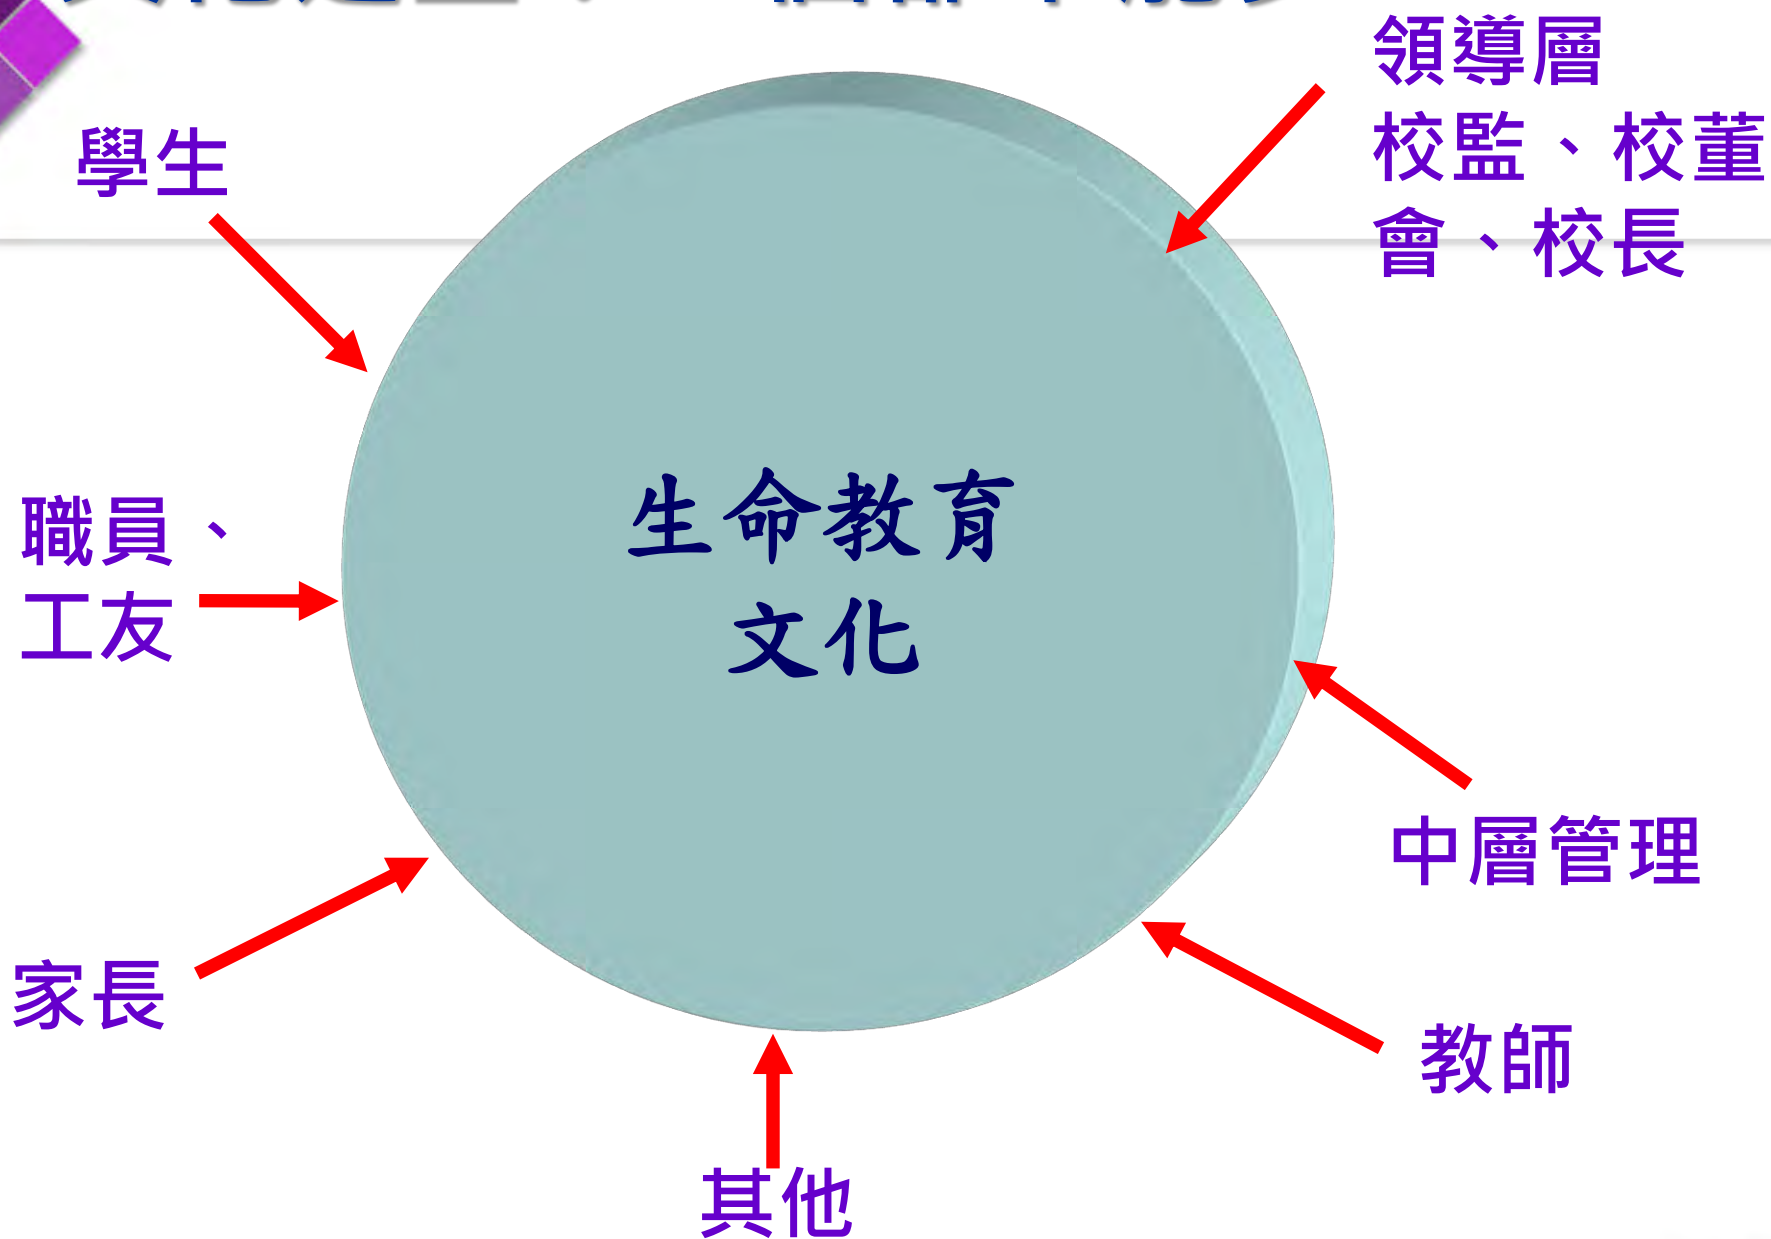 領導層
校監、校董
會、校長
學生
職員、
工友
生命教育
文化
中層管理
家長
教師
其他